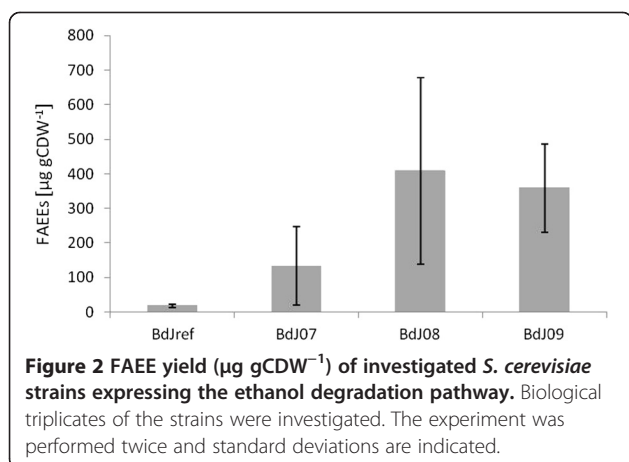 800
700
600
500
400
300
200
100
0
FAEEs [µg gCDW⁻¹]
BdJref
BdJ07
BdJ08
BdJ09
Figure 2 FAEE yield (µg gCDW⁻¹) of investigated S. cerevisiae
strains expressing the ethanol degradation pathway. Biological
triplicates of the strains were investigated. The experiment was
performed twice and standard deviations are indicated.